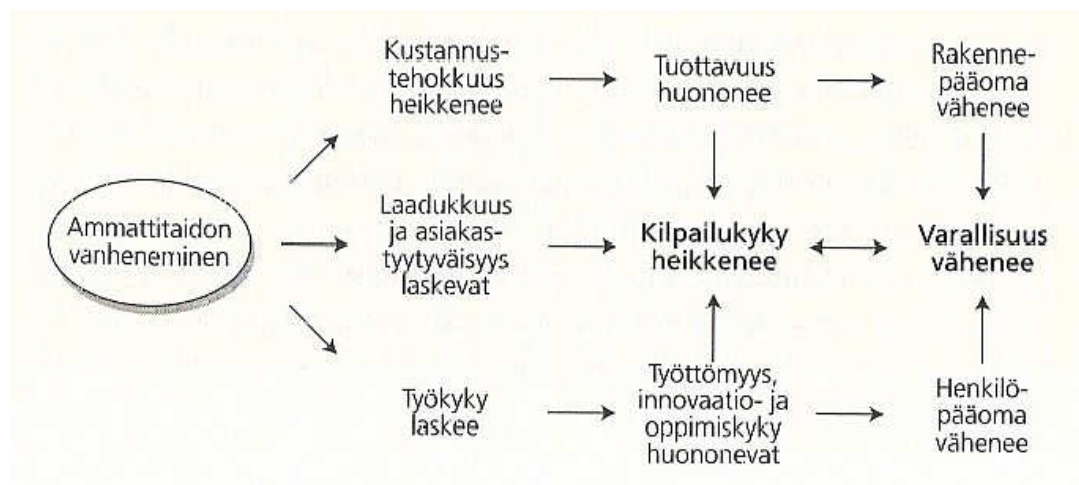 Kustannus-
tehokkuus
heikkenee
Tuottavuus
huononee
Rakenne-
pääoma
vähenee
Ammattitaidon
vanheneminen
Laadukkuus
ja asiakas-
tyytyväisyys
laskevat
Kilpailukyky
heikkenee
Varallisuus
vähenee
Työkyky
laskee
Työttömyys,
innovaatio- ja
oppimiskyky
huononevat
Henkilö-
pääoma
vähenee